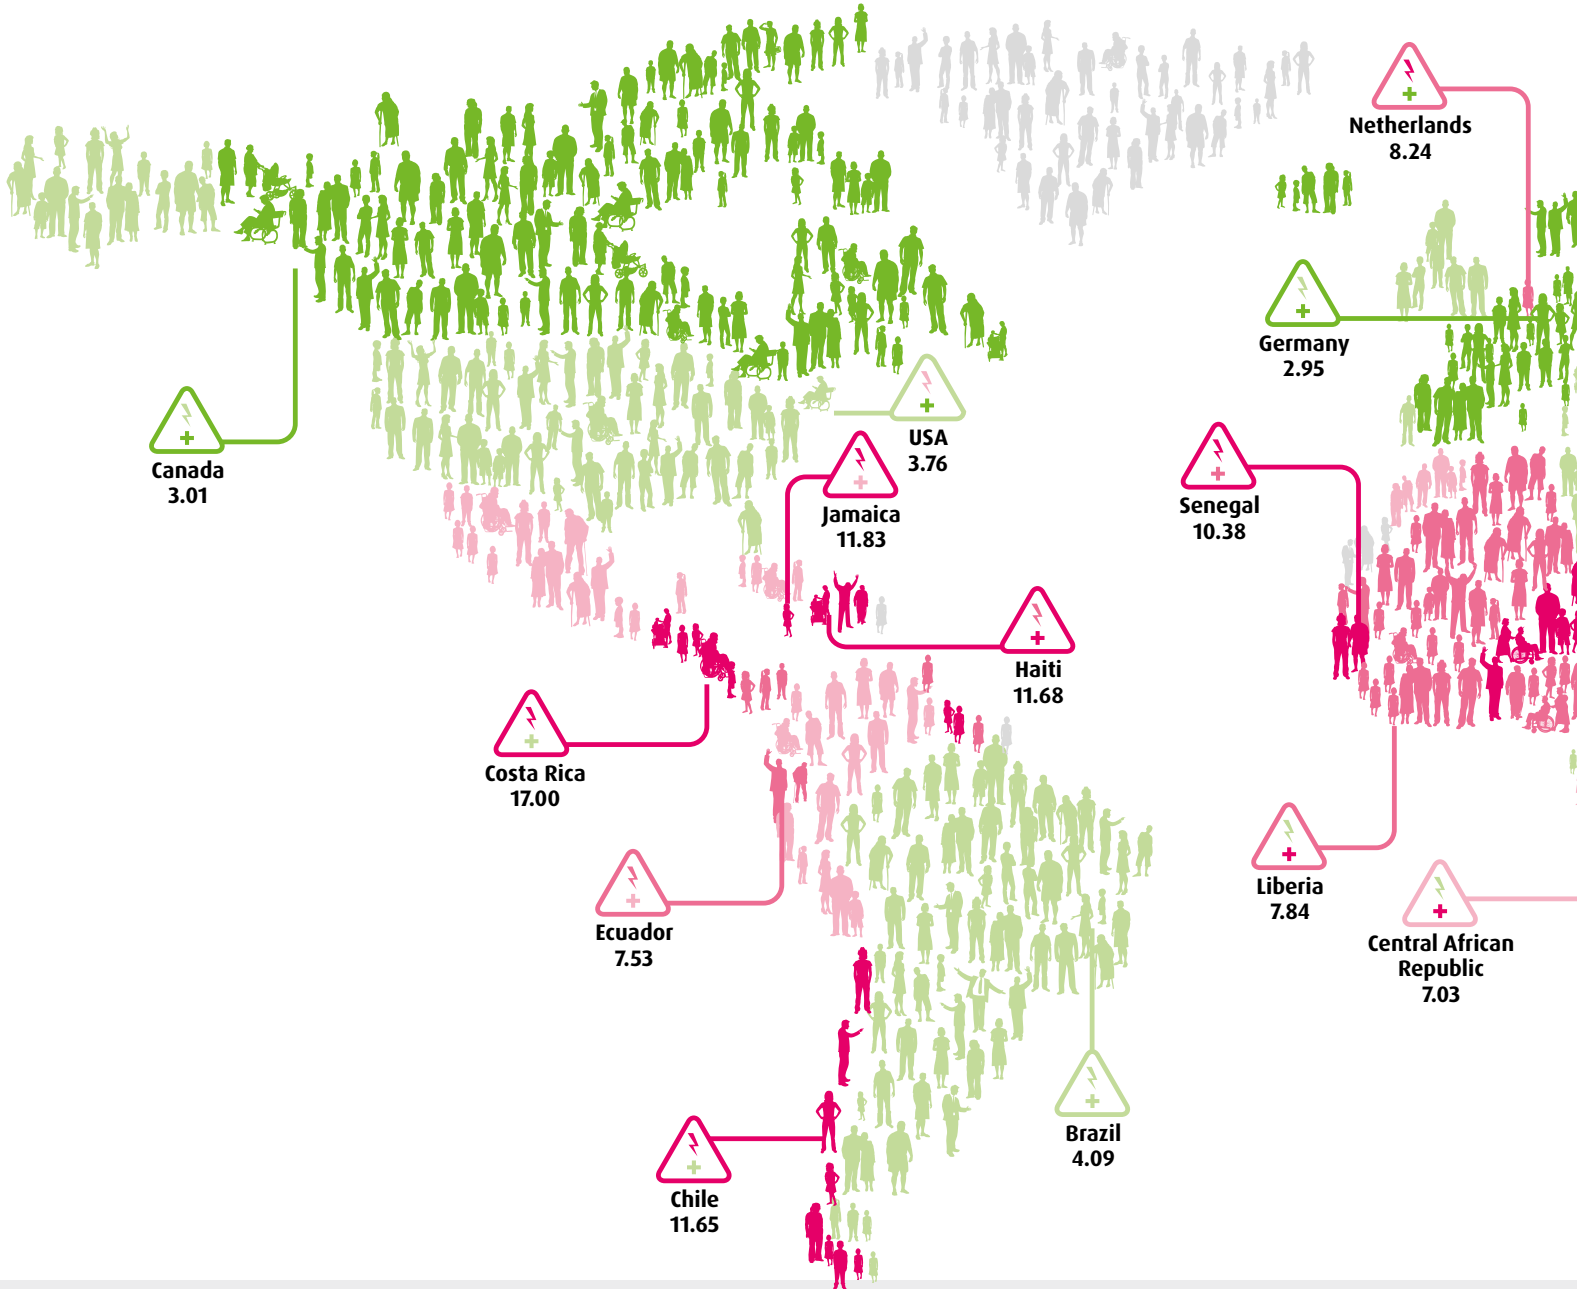 Netherlands
8.24
Germany
2.95
Canada
3.01
USA
3.76
Jamaica
11.83
Senegal
10.38
Haiti
11.68
Costa Rica
17.00
Ecuador
7.53
Liberia
7.84
Central African
Republic
7.03
Brazil
4.09
Chile
11.65